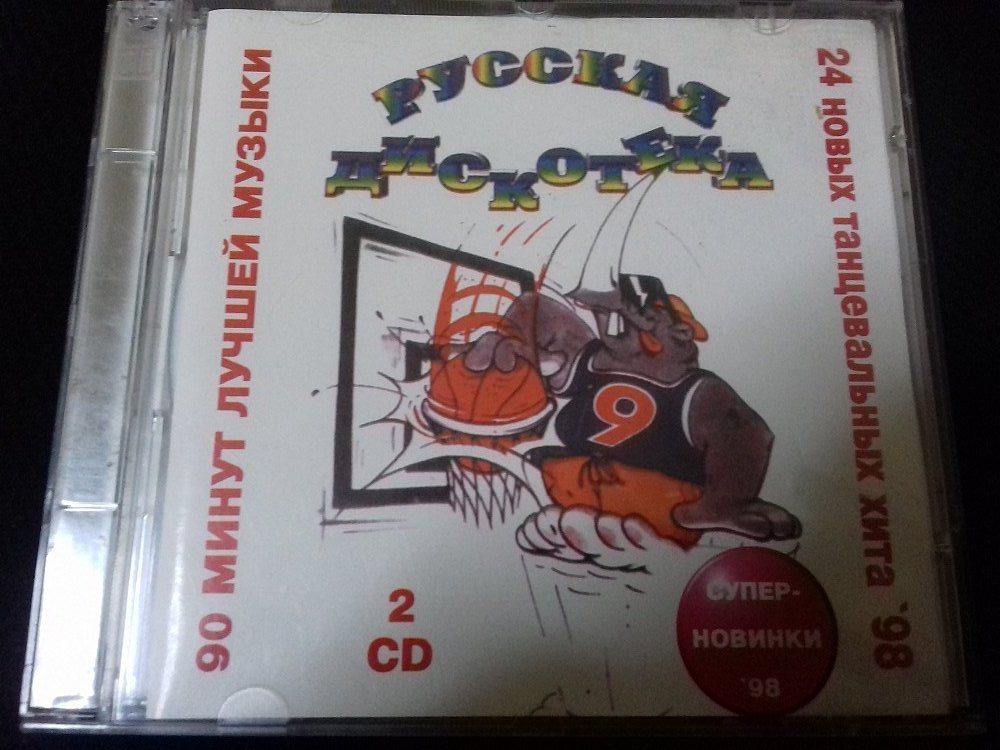 РУССКАЯ
ДИСКОТЕКА
90 МИНУТ ЛУЧШЕЙ МУЗЫКИ
24 НОВЫХ ТАНЦЕВАЛЬНЫХ ХИТА '98
9
2
CD
СУПЕР-
НОВИНКИ
'98